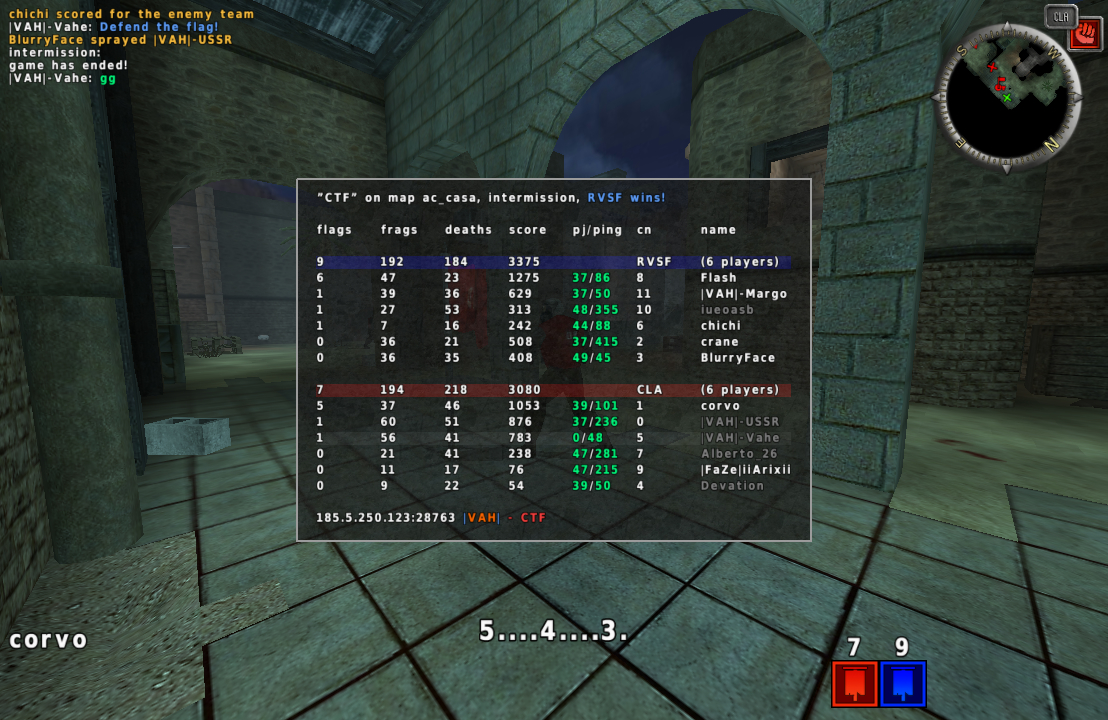 chichi scored for the enemy team
|VAH|-Vahe: Defend the flag!
BlurryFace sprayed |VAH|-USSR
intermission:
game has ended!
|VAH|-Vahe: gg
CLA
S W
E N
"CTF" on map ac_casa, intermission, RVSF wins!
flags frags deaths score pj/ping cn name
9 192 184 3375 RVSF (6 players)
6 47 23 1275 37/86 8 Flash
1 39 36 629 37/50 11 |VAH|-Margo
1 27 53 313 48/355 10 iueoasb
1 7 16 242 44/88 6 chichi
0 36 21 508 37/415 2 crane
0 36 35 408 49/45 3 BlurryFace
7 194 218 3080 CLA (6 players)
5 37 46 1053 39/101 1 corvo
1 60 51 876 37/236 0 |VAH|-USSR
1 56 41 783 0/48 5 |VAH|-Vahe
0 21 41 238 47/281 7 Alberto_26
0 11 17 76 47/215 9 |FaZe|iiArixii
0 9 22 54 39/50 4 Devation
185.5.250.123:28763 |VAH| - CTF
corvo
5....4....3.
7 9